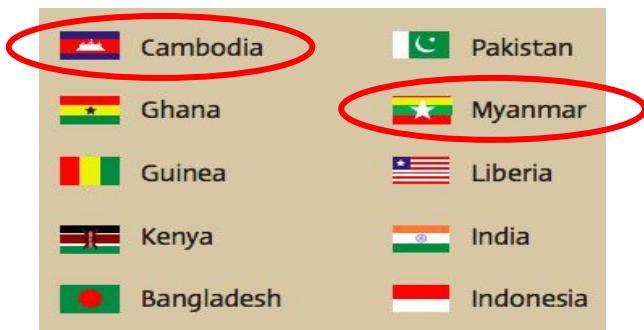 Cambodia
Pakistan
Ghana
Myanmar
Guinea
Liberia
Kenya
India
Bangladesh
Indonesia